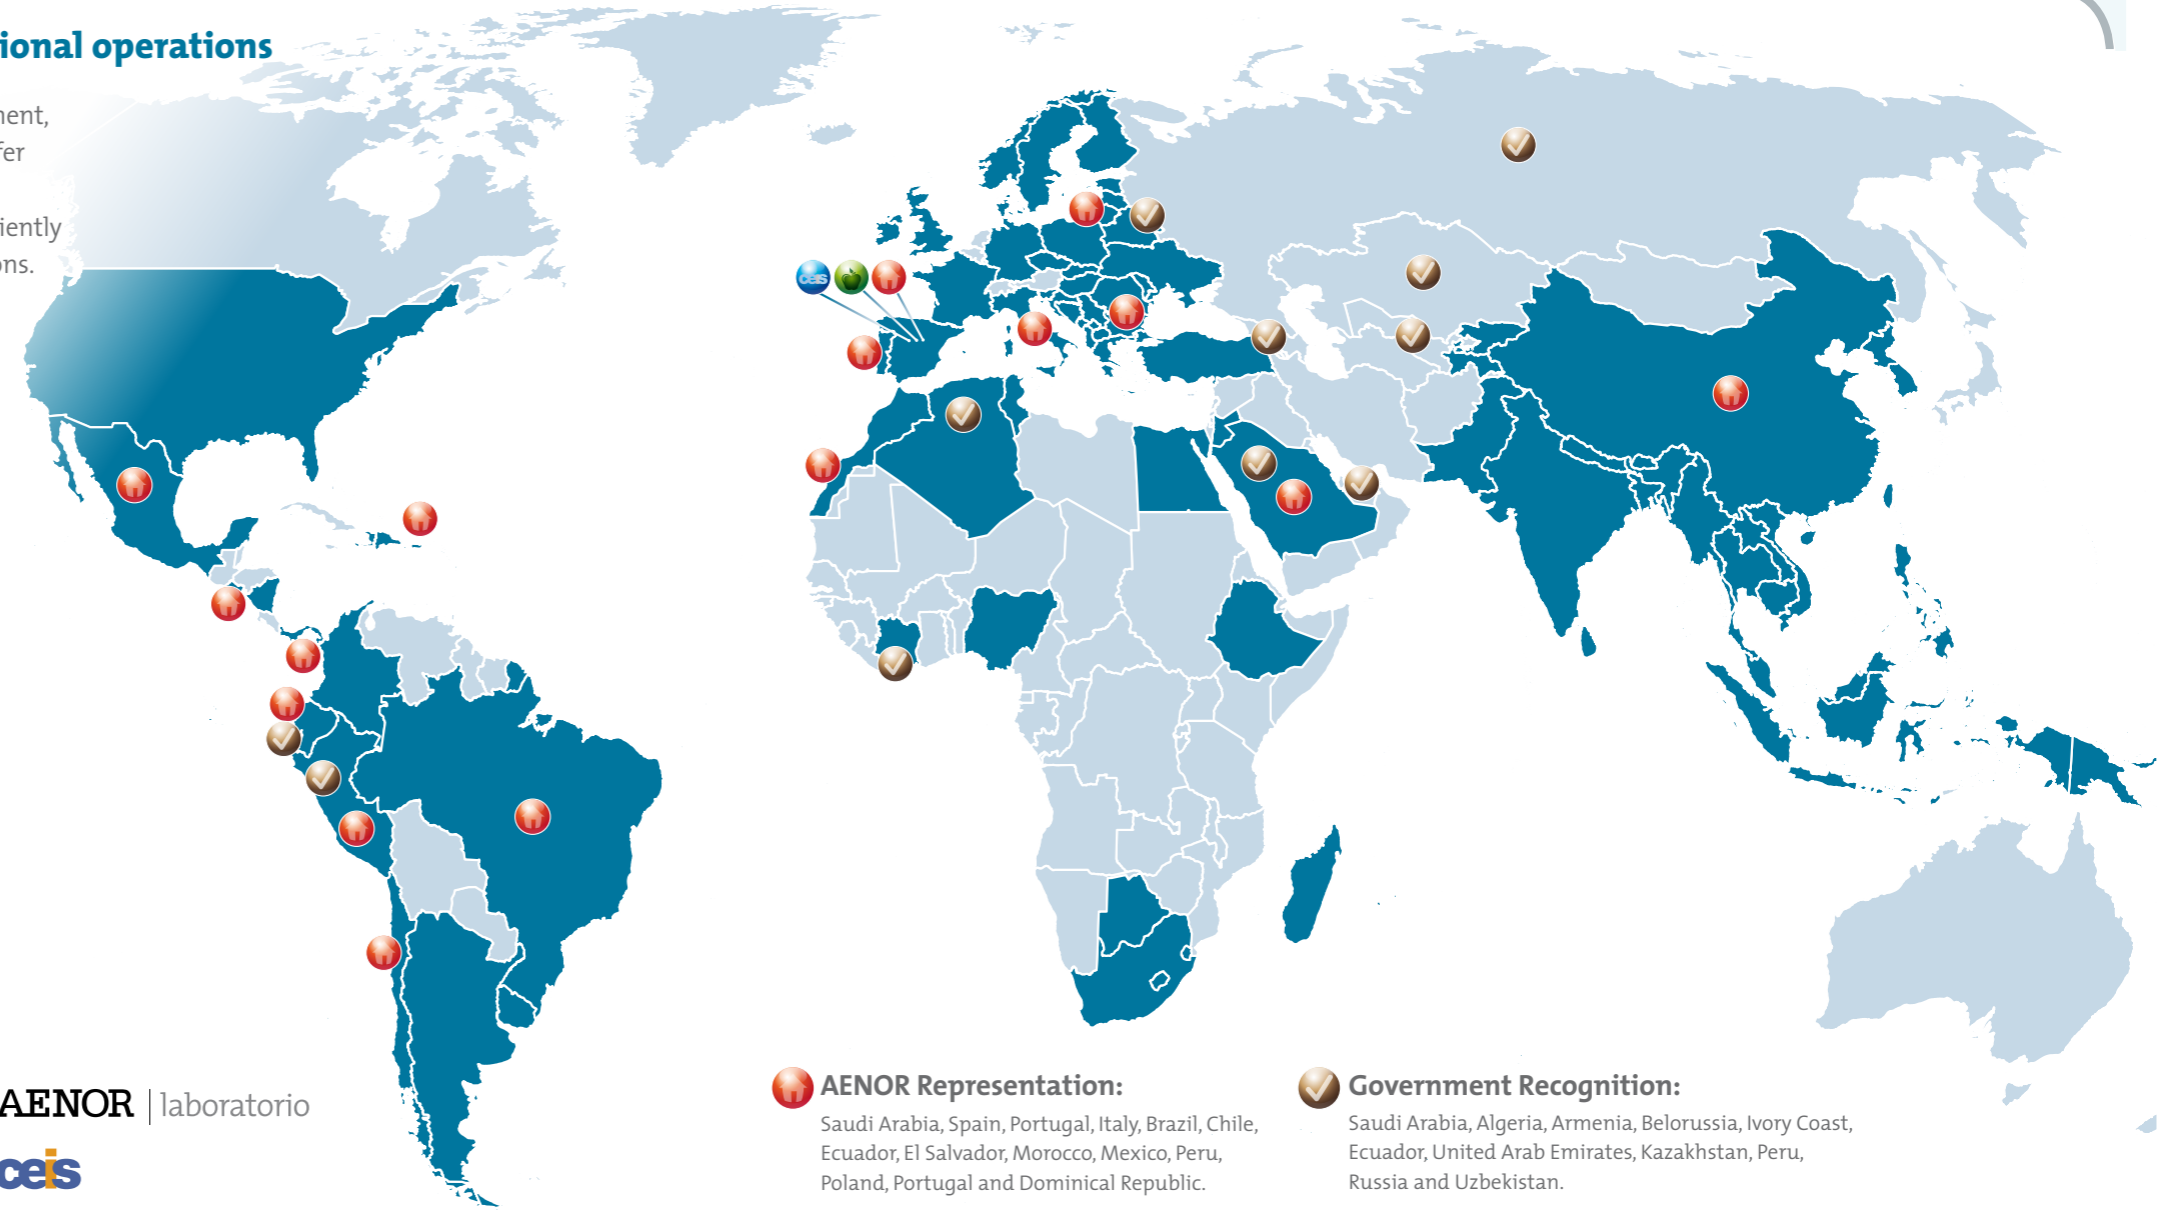 ional operations
nent,
fer
iently
ons.
ceis
AENOR | laboratorio
ceis
AENOR Representation:
Saudi Arabia, Spain, Portugal, Italy, Brazil, Chile,
Ecuador, El Salvador, Morocco, Mexico, Peru,
Poland, Portugal and Dominical Republic.
Government Recognition:
Saudi Arabia, Algeria, Armenia, Belorussia, Ivory Coast,
Ecuador, United Arab Emirates, Kazakhstan, Peru,
Russia and Uzbekistan.